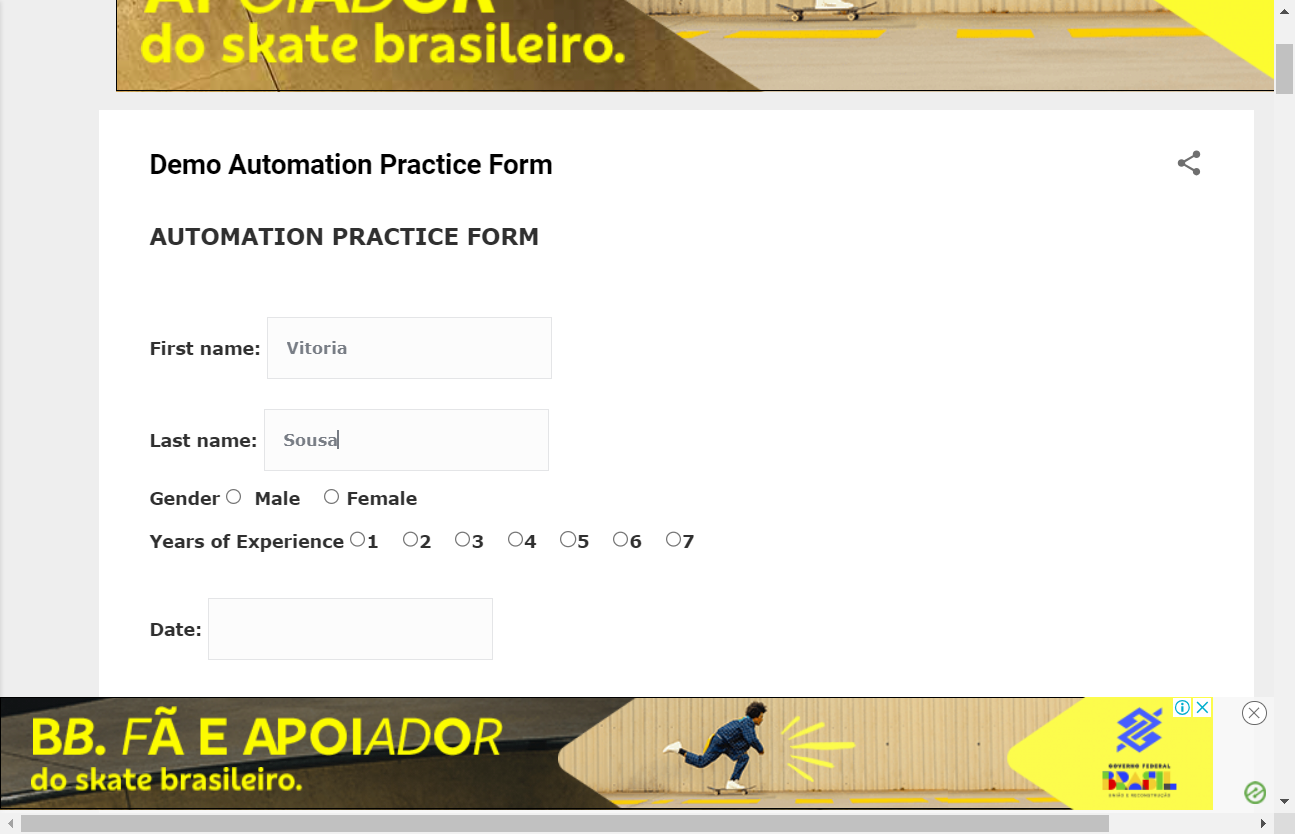 APOIADOR
do skate brasileiro.
Demo Automation Practice Form
AUTOMATION PRACTICE FORM
First name: Vitoria
Last name: Sousa
Gender Male Female
Years of Experience 1 2 3 4 5 6 7
Date:
BB. FÃ E APOIADOR
do skate brasileiro.
GOVERNO FEDERAL
BRASIL
UNIÃO E RECONSTRUÇÃO